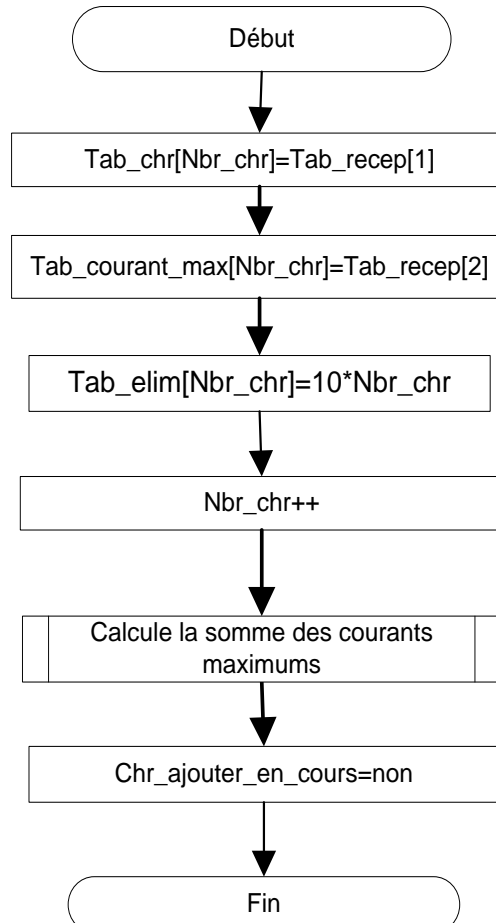 Début
Tab_chr[Nbr_chr]=Tab_recep[1]
Tab_courant_max[Nbr_chr]=Tab_recep[2]
Tab_elim[Nbr_chr]=10*Nbr_chr
Nbr_chr++
Calcule la somme des courants
maximums
Chr_ajouter_en_cours=non
Fin